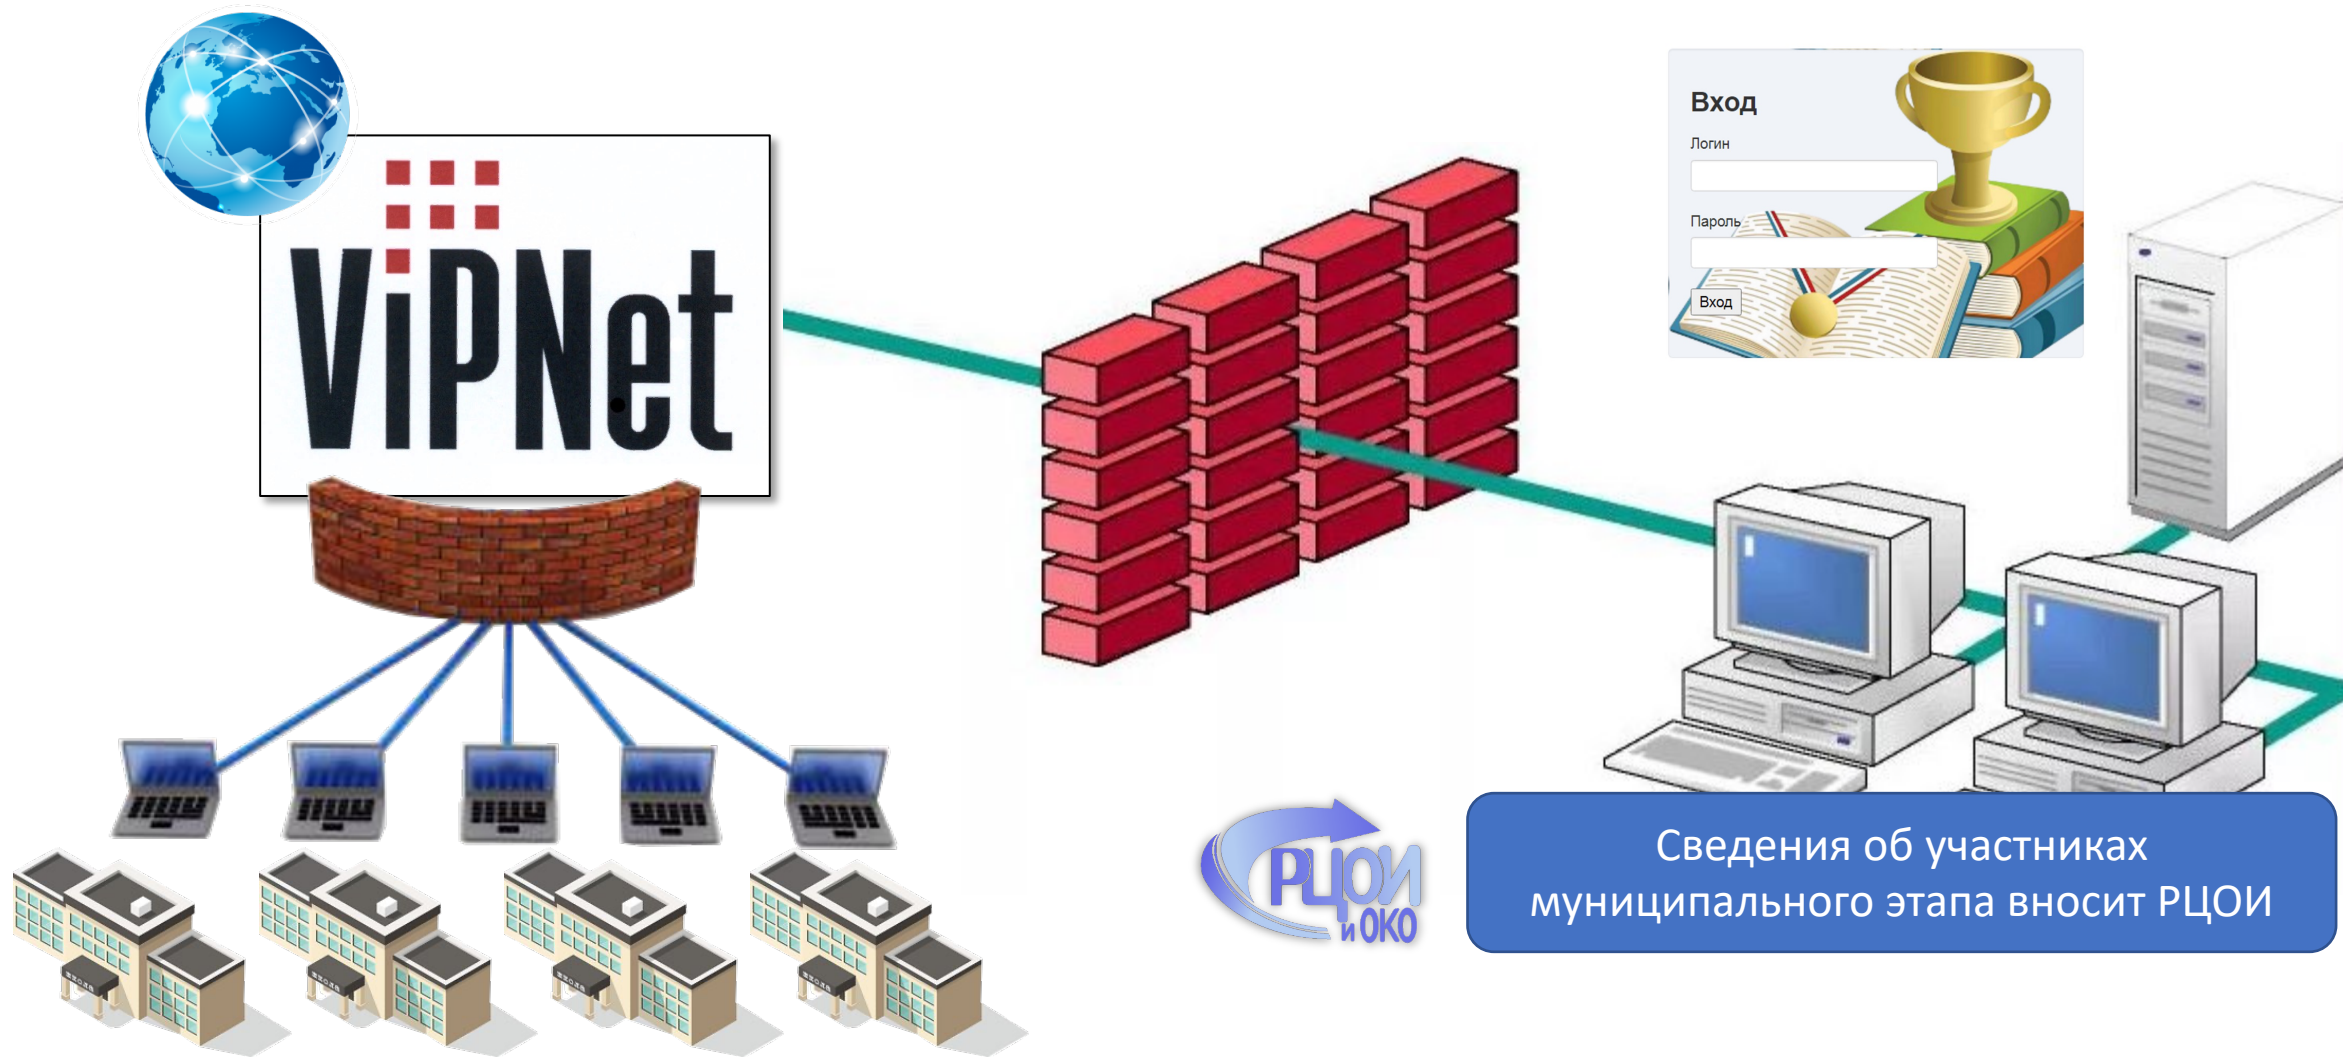 ViPNet
Вход
Логин
Пароль
Вход
РЦОИ
и ОКО
Сведения об участниках
муниципального этапа вносит РЦОИ